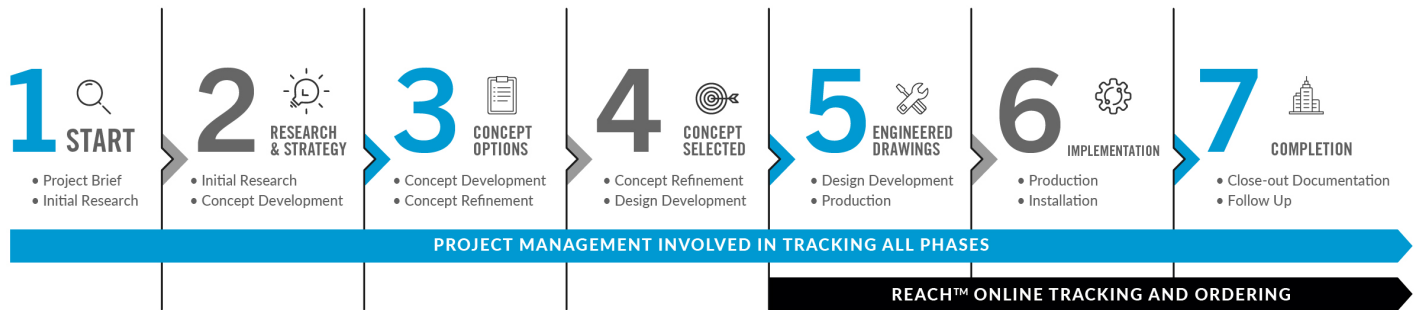 1 START
• Project Brief
• Initial Research
2 RESEARCH
& STRATEGY
• Initial Research
• Concept Development
3 CONCEPT
OPTIONS
• Concept Development
• Concept Refinement
4 CONCEPT
SELECTED
• Concept Refinement
• Design Development
5 ENGINEERED
DRAWINGS
• Design Development
• Production
6 IMPLEMENTATION
• Production
• Installation
7 COMPLETION
• Close-out Documentation
• Follow Up
PROJECT MANAGEMENT INVOLVED IN TRACKING ALL PHASES
REACH™ ONLINE TRACKING AND ORDERING